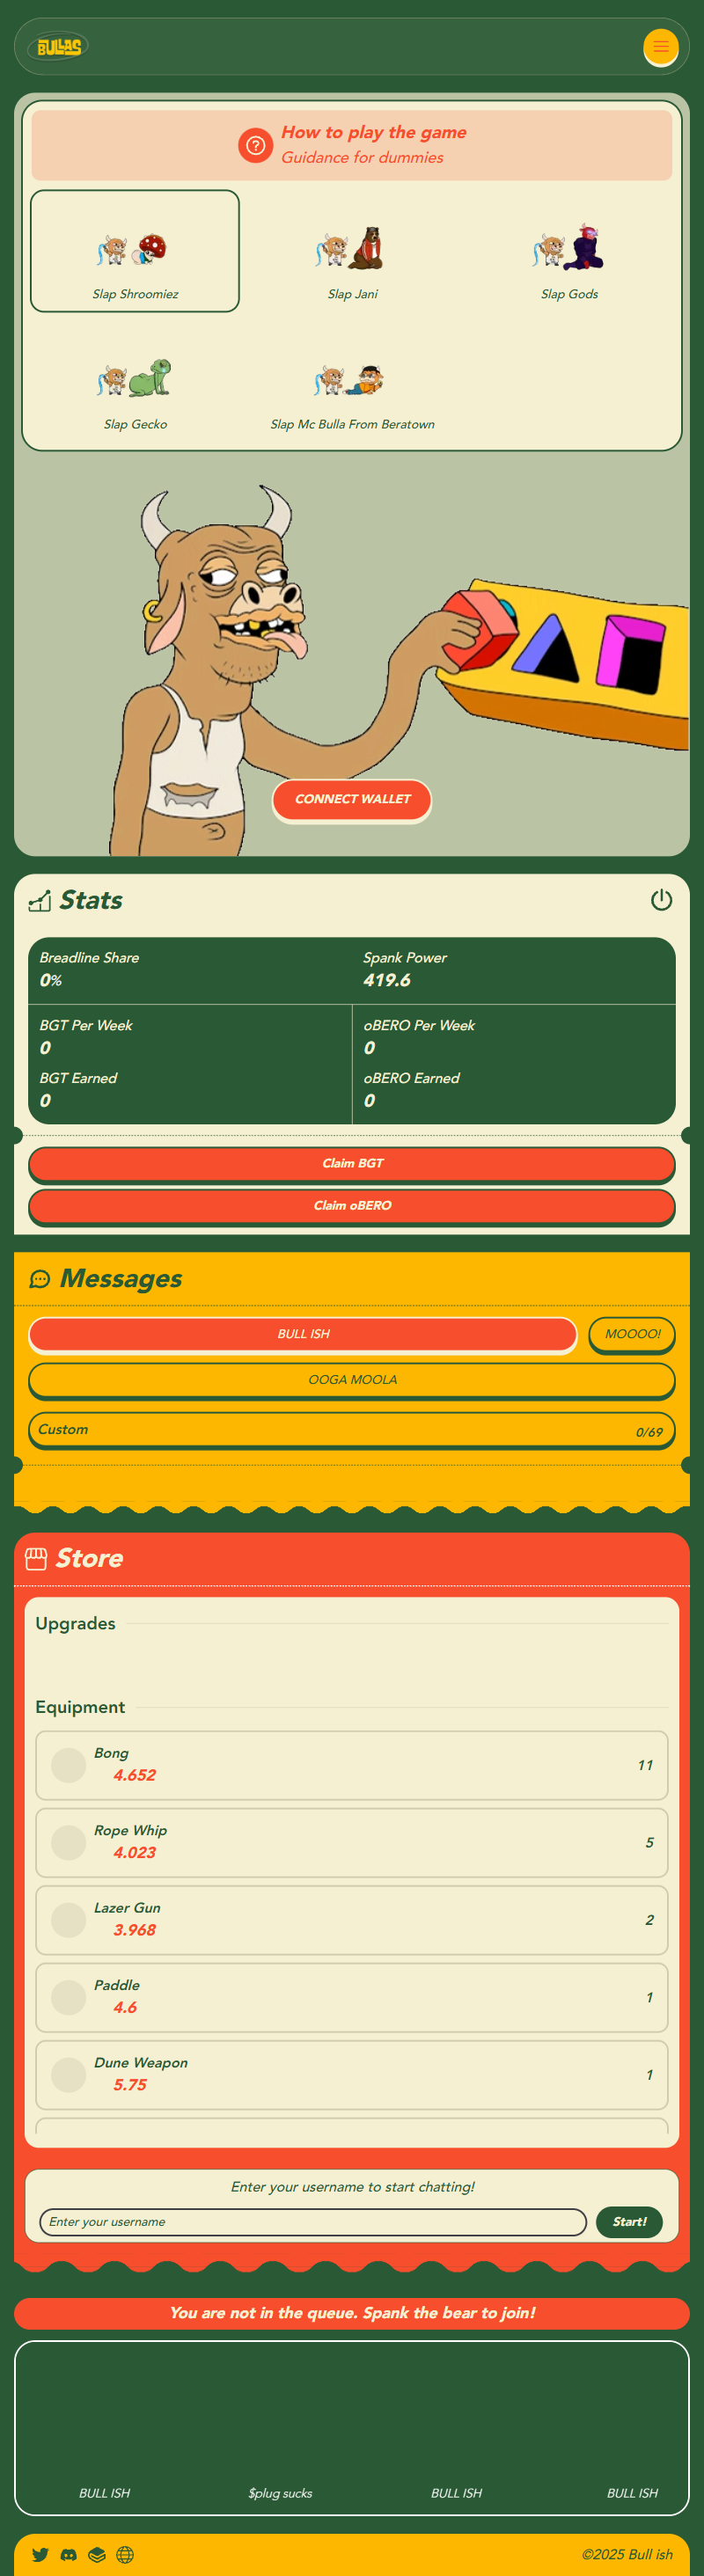 BULLAS
How to play the game
Guidance for dummies
Slap Shroomiez
Slap Jani
Slap Gods
Slap Gecko
Slap Mc Bulla From Beratown
CONNECT WALLET
Stats
Breadline Share
0%
Spank Power
419.6
BGT Per Week
0
oBERO Per Week
0
BGT Earned
0
oBERO Earned
0
Claim BGT
Claim oBERO
Messages
BULL ISH
MOOOO!
OOGA MOOLA
Custom
0/69
Store
Upgrades
Equipment
Bong
4.652
11
Rope Whip
4.023
5
Lazer Gun
3.968
2
Paddle
4.6
1
Dune Weapon
5.75
1
Enter your username to start chatting!
Enter your username
Start!
You are not in the queue. Spank the bear to join!
BULL ISH
$plug sucks
BULL ISH
BULL ISH
©2025 Bull ish